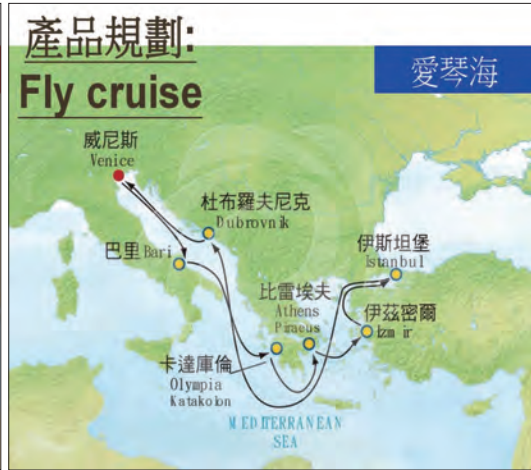 產品規劃:
Fly cruise
愛琴海
威尼斯
Venice
杜布羅夫尼克
Dubrovnik
巴里 Bari
伊斯坦堡
Istanbul
比雷埃夫
Athens
Piraeus
伊茲密爾
Izmir
卡達庫倫
Olympia
Katakolon
MEDITERRANEAN
SEA